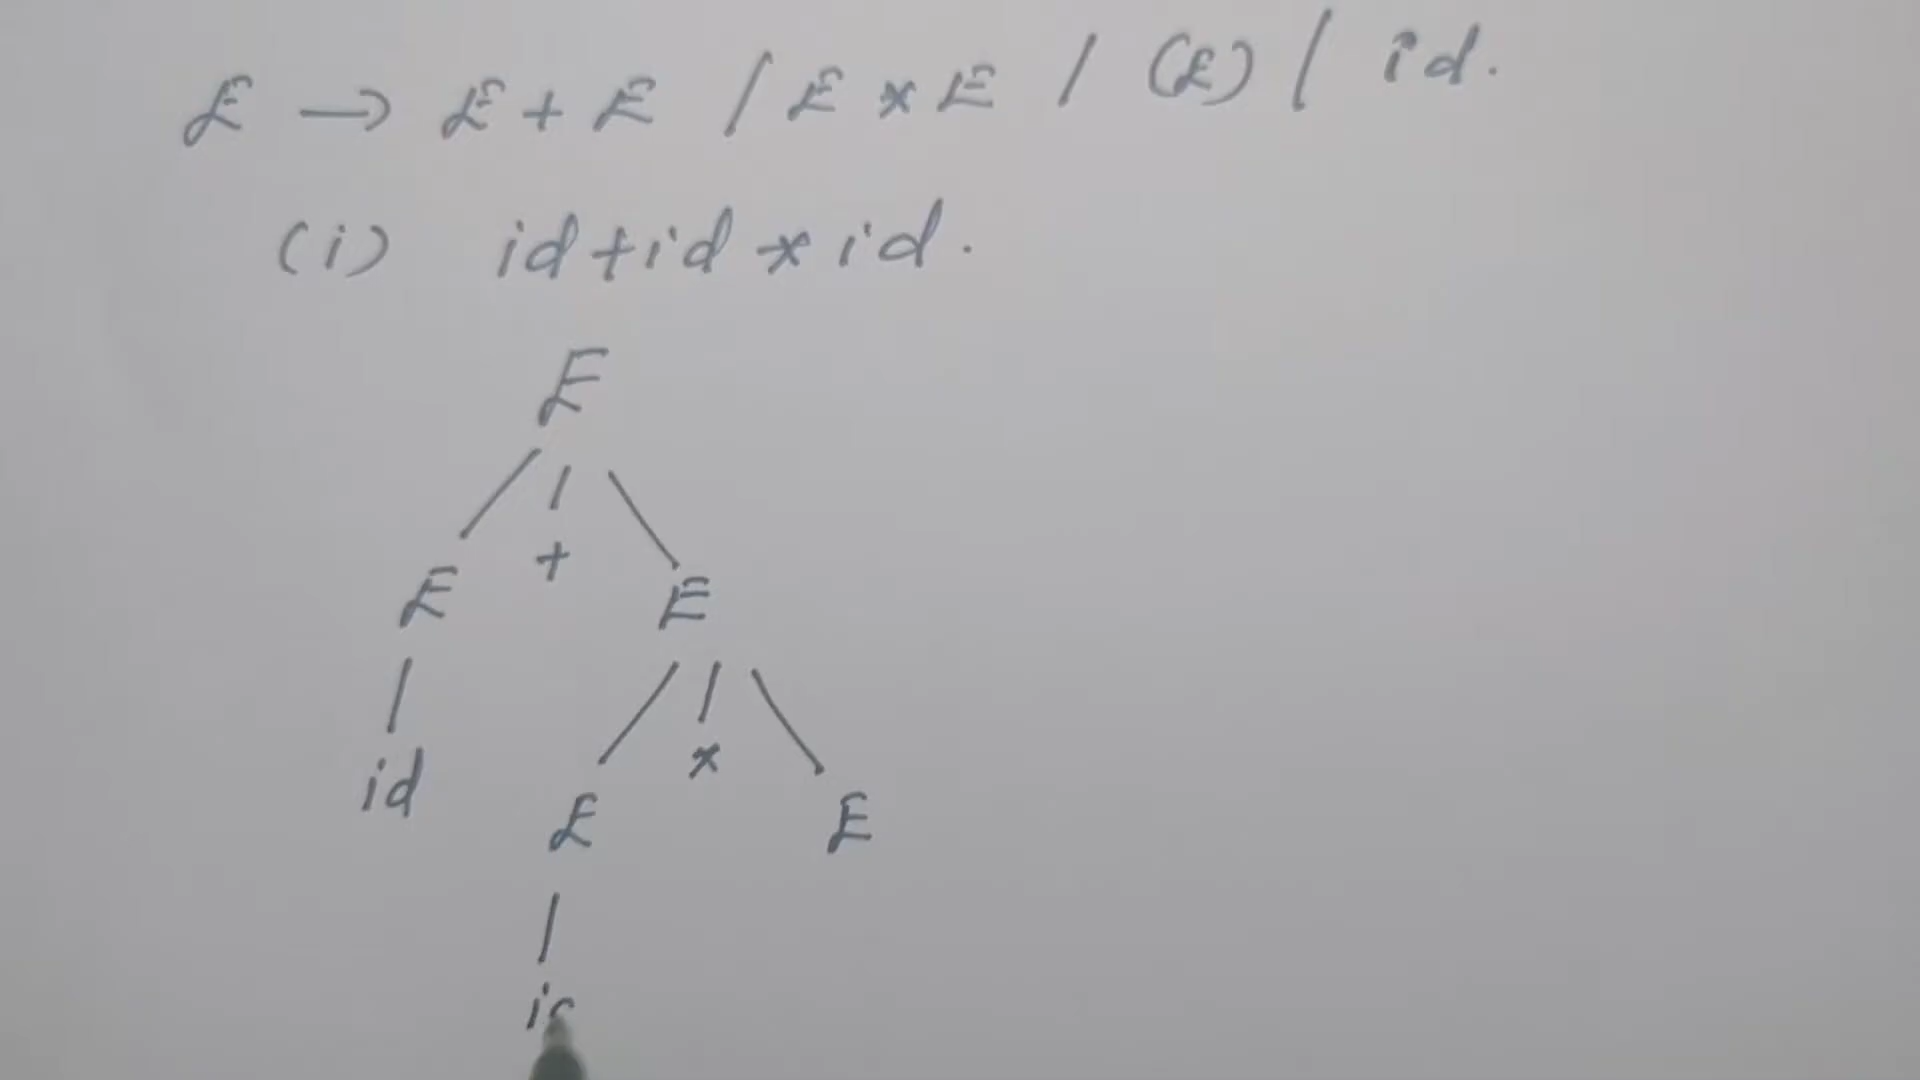 E → E + E / E * E / (E) / id.
(i) id + id * id.
E
+
E E
*
id
E E